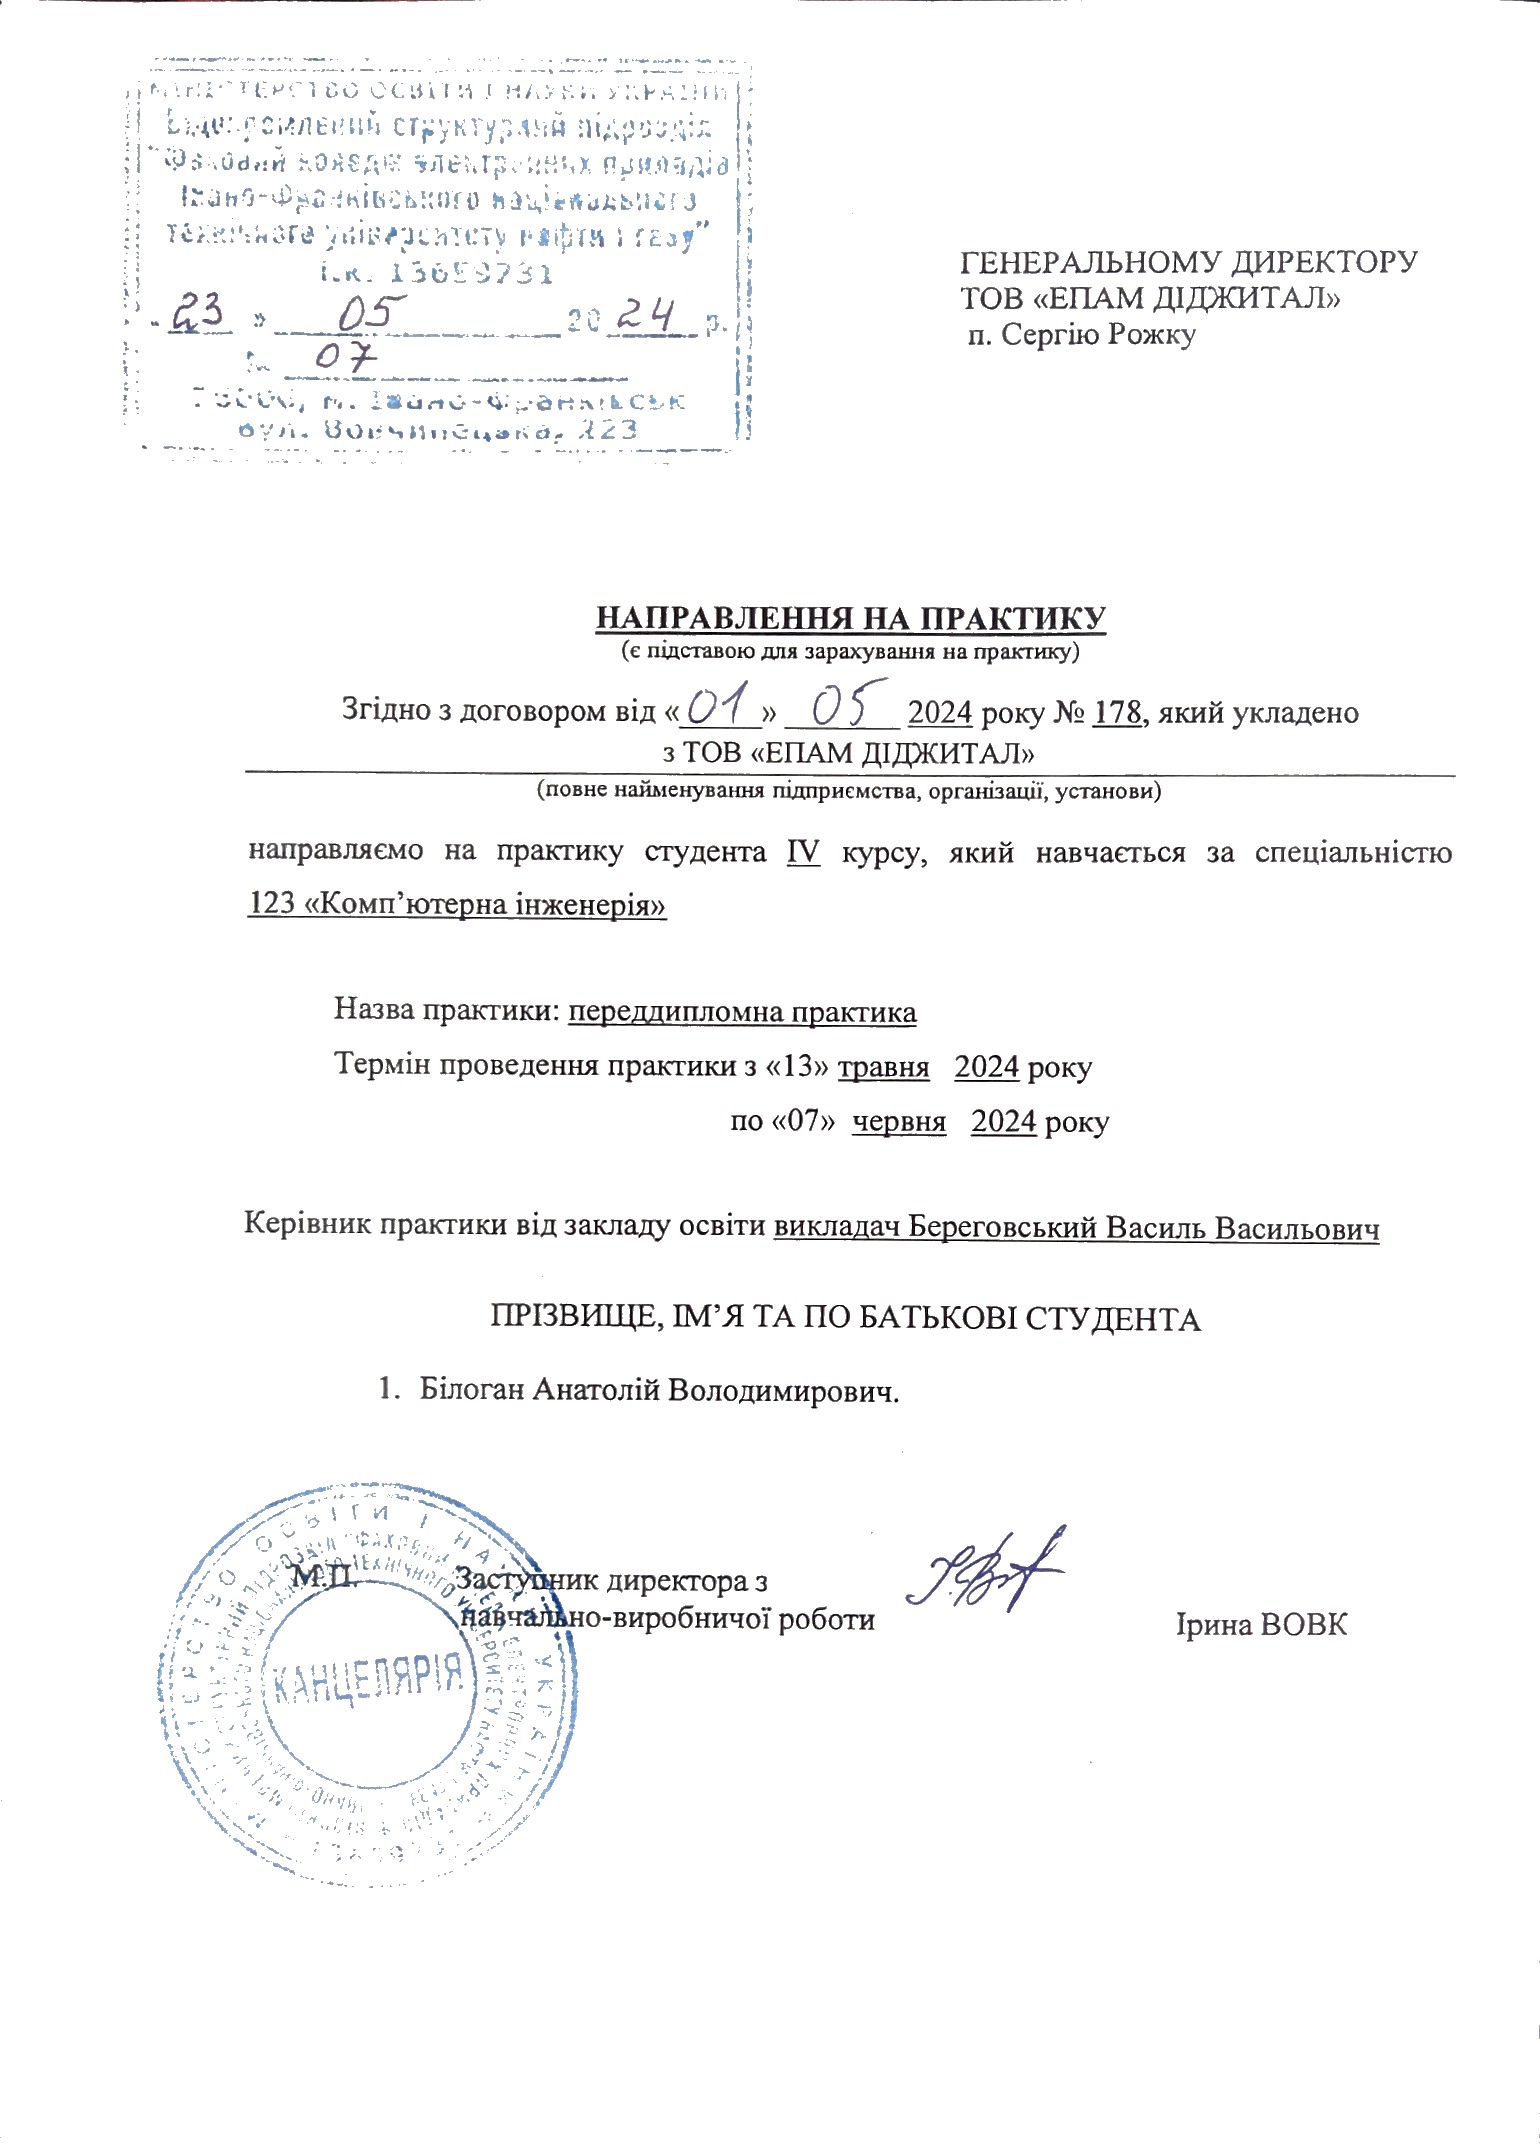 МІНІСТЕРСТВО ОСВІТИ І НАУКИ УКРАЇНИ
Відокремлений структурний підрозділ
"Фаховий коледж електронних приладів
Івано-Франківського національного
технічного університету нафти і газу"
і.к. 13659731
«23» 05 2024 р.
№ 07
м. Івано-Франківськ
вул. Вовчинецька, 223
ГЕНЕРАЛЬНОМУ ДИРЕКТОРУ
ТОВ «ЕПАМ ДІДЖИТАЛ»
п. Сергію Рожку
НАПРАВЛЕННЯ НА ПРАКТИКУ
(є підставою для зарахування на практику)
Згідно з договором від «01» 05 2024 року № 178, який укладено
з ТОВ «ЕПАМ ДІДЖИТАЛ»
(повне найменування підприємства, організації, установи)
направляємо на практику студента IV курсу, який навчається за спеціальністю
123 «Комп’ютерна інженерія»
Назва практики: переддипломна практика
Термін проведення практики з «13» травня 2024 року
по «07» червня 2024 року
Керівник практики від закладу освіти викладач Береговський Василь Васильович
ПРІЗВИЩЕ, ІМ’Я ТА ПО БАТЬКОВІ СТУДЕНТА
1. Білоган Анатолій Володимирович.
М.П. Заступник директора з
навчально-виробничої роботи Ірина ВОВК
КАНЦЕЛЯРІЯ